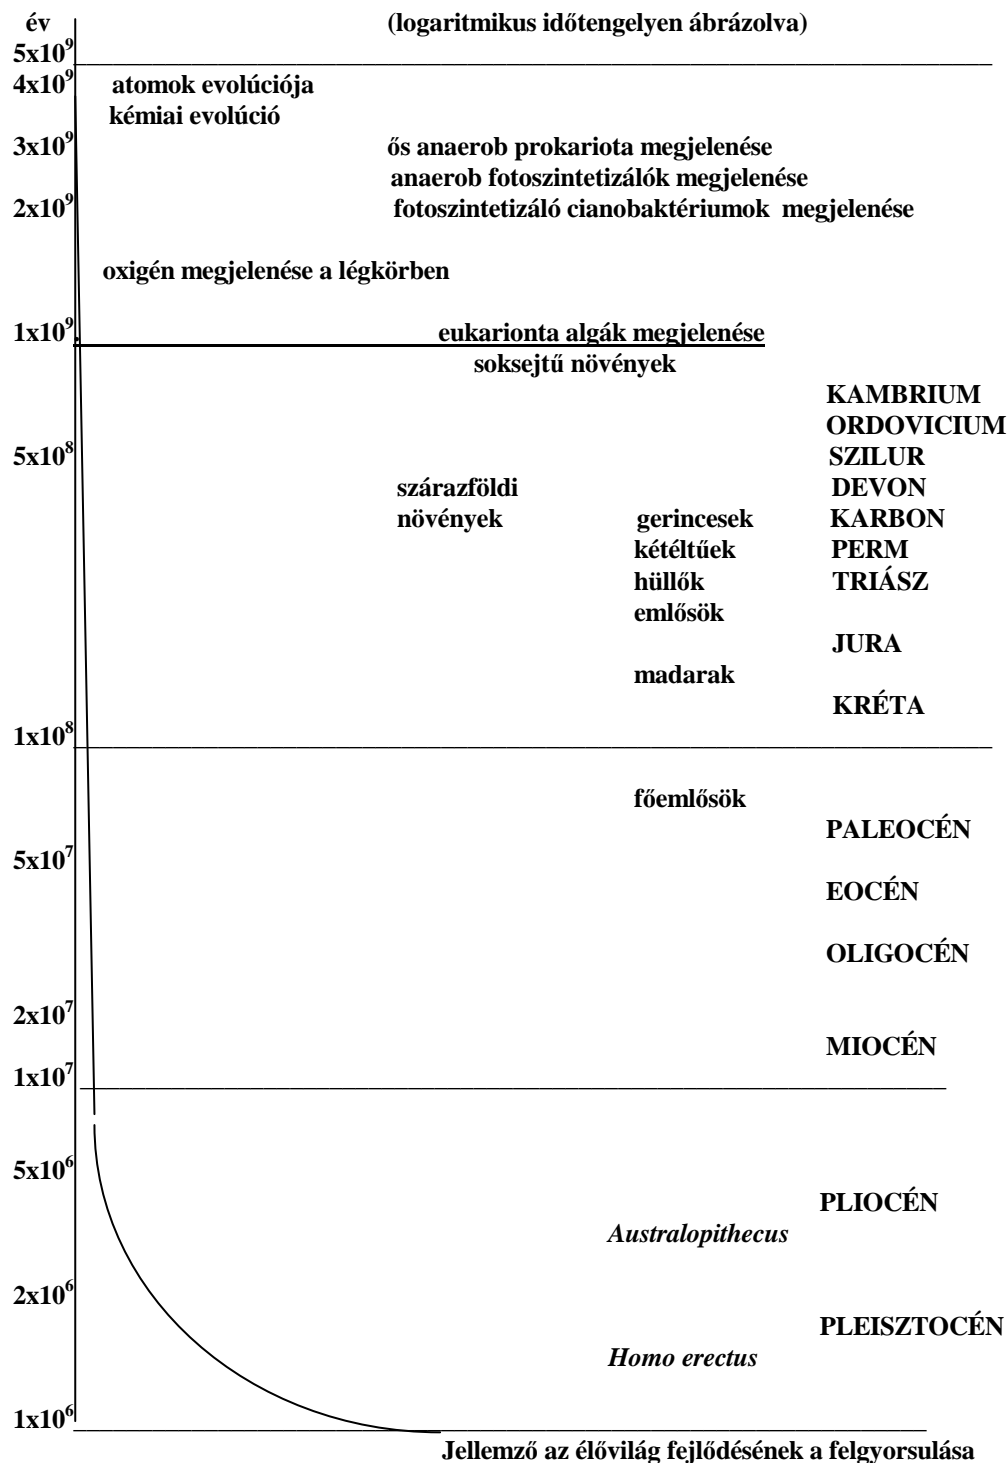 év (logaritmikus időtengelyen ábrázolva)
5x10⁹
4x10⁹ atomok evolúciója
kémiai evolúció
3x10⁹ ős anaerob prokariota megjelenése
anaerob fotoszintetizálók megjelenése
2x10⁹ fotoszintetizáló cianobaktériumok megjelenése
oxigén megjelenése a légkörben
1x10⁹ eukarionta algák megjelenése
soksejtű növények
KAMBRIUM
ORDOVICIUM
5x10⁸ SZILUR
szárazföldi DEVON
növények gerincesek KARBON
kétéltűek PERM
hüllők TRIÁSZ
emlősök
JURA
madarak
KRÉTA
1x10⁸
főemlősök
PALEOCÉN
5x10⁷
EOCÉN
OLIGOCÉN
2x10⁷
MIOCÉN
1x10⁷
5x10⁶
PLIOCÉN
Australopithecus
2x10⁶
PLEISZTOCÉN
Homo erectus
1x10⁶
Jellemző az élővilág fejlődésének a felgyorsulása